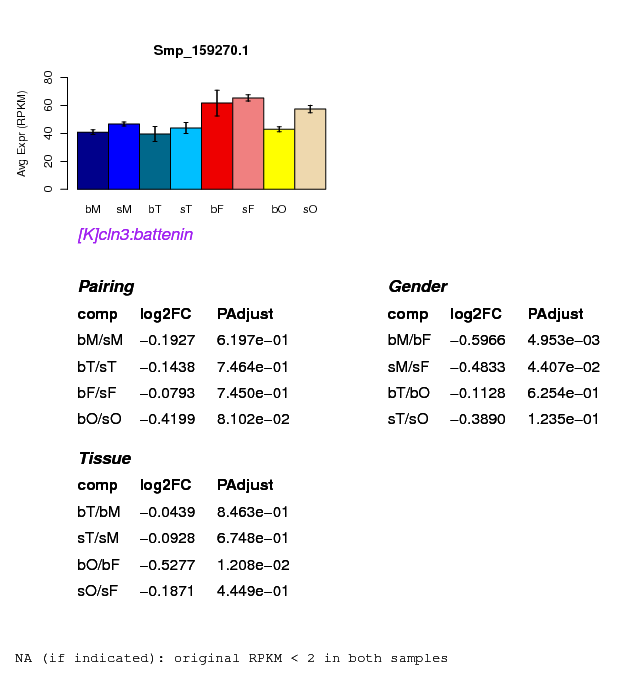 Smp_159270.1
Avg Expr (RPKM)
80
60
40
20
0
bM sM bT sT bF sF bO sO
[K]cln3:battenin
Pairing
comp log2FC PAdjust
bM/sM −0.1927 6.197e−01
bT/sT −0.1438 7.464e−01
bF/sF −0.0793 7.450e−01
bO/sO −0.4199 8.102e−02
Gender
comp log2FC PAdjust
bM/bF −0.5966 4.953e−03
sM/sF −0.4833 4.407e−02
bT/bO −0.1128 6.254e−01
sT/sO −0.3890 1.235e−01
Tissue
comp log2FC PAdjust
bT/bM −0.0439 8.463e−01
sT/sM −0.0928 6.748e−01
bO/bF −0.5277 1.208e−02
sO/sF −0.1871 4.449e−01
NA (if indicated): original RPKM < 2 in both samples